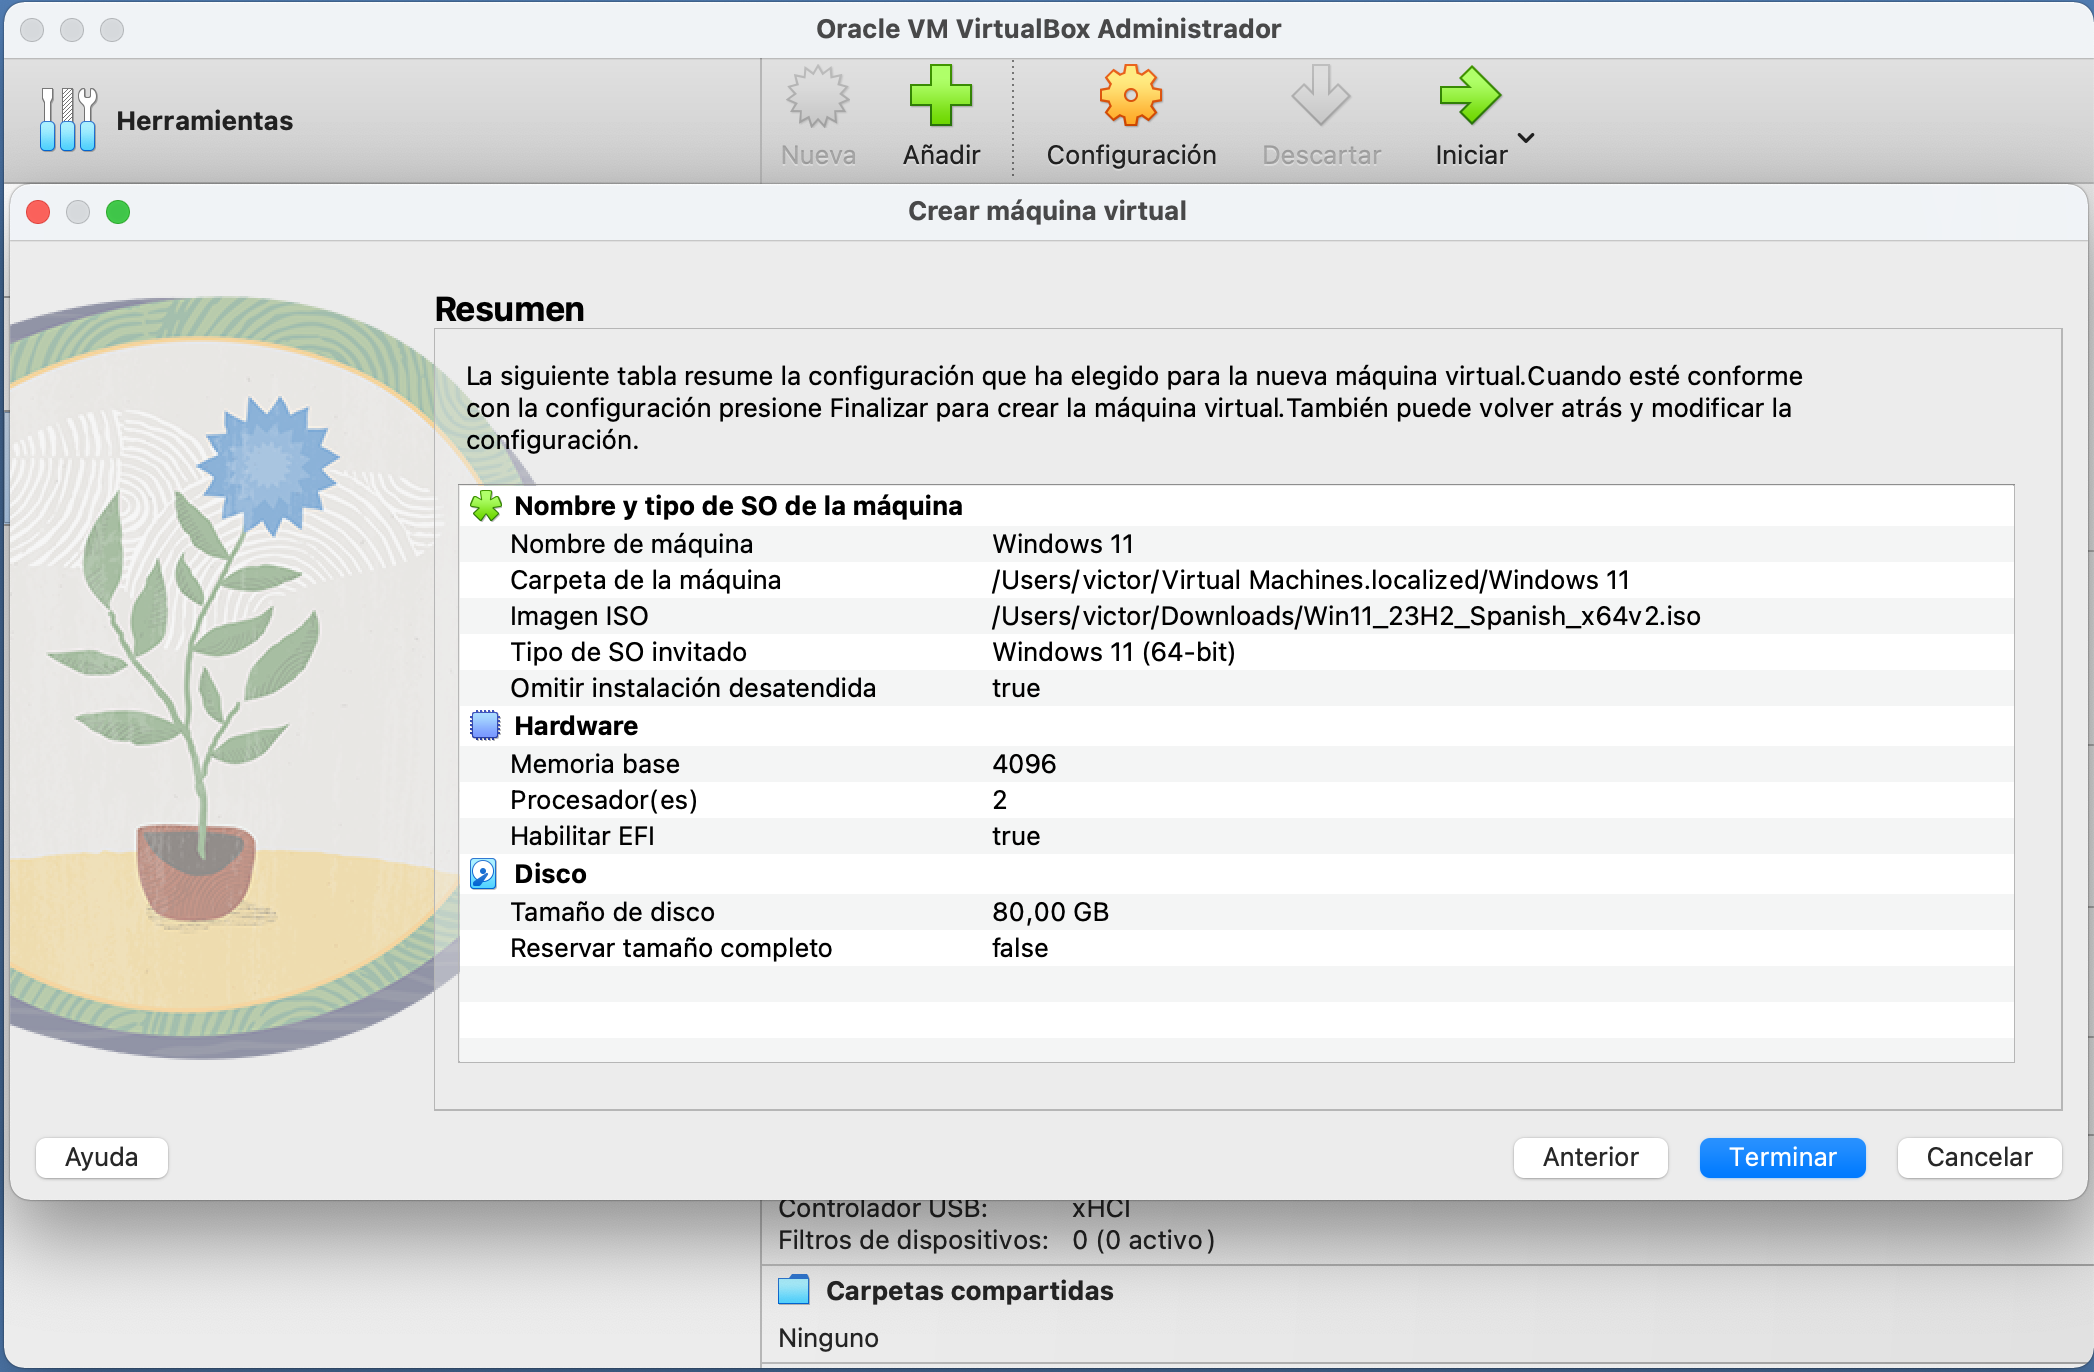 Oracle VM VirtualBox Administrador
Herramientas
Nueva
Añadir
Configuración
Descartar
Iniciar
Crear máquina virtual
Resumen
La siguiente tabla resume la configuración que ha elegido para la nueva máquina virtual.Cuando esté conforme
con la configuración presione Finalizar para crear la máquina virtual.También puede volver atrás y modificar la
configuración.
Nombre y tipo de SO de la máquina
Nombre de máquina Windows 11
Carpeta de la máquina /Users/victor/Virtual Machines.localized/Windows 11
Imagen ISO /Users/victor/Downloads/Win11_23H2_Spanish_x64v2.iso
Tipo de SO invitado Windows 11 (64-bit)
Omitir instalación desatendida true
Hardware
Memoria base 4096
Procesador(es) 2
Habilitar EFI true
Disco
Tamaño de disco 80,00 GB
Reservar tamaño completo false
Ayuda
Anterior
Terminar
Cancelar
Controlador USB: xHCI
Filtros de dispositivos: 0 (0 activo)
Carpetas compartidas
Ninguno